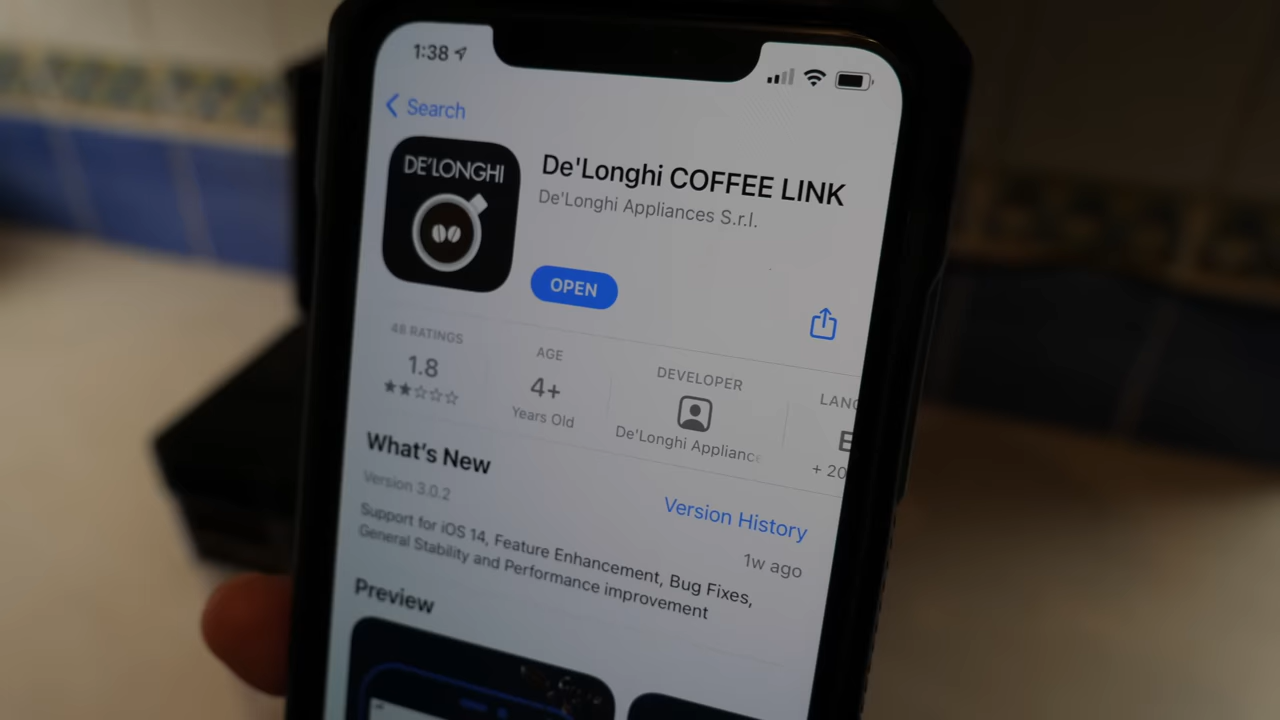 1:38
Search
DE'LONGHI
De'Longhi COFFEE LINK
De'Longhi Appliances S.r.l.
OPEN
48 RATINGS
1.8
AGE
4+
Years Old
DEVELOPER
De'Longhi Appliance
LANG
E
+ 20
What's New
Version History
Version 3.0.2
1w ago
Support for iOS 14, Feature Enhancement, Bug Fixes,
General Stability and Performance improvement
Preview